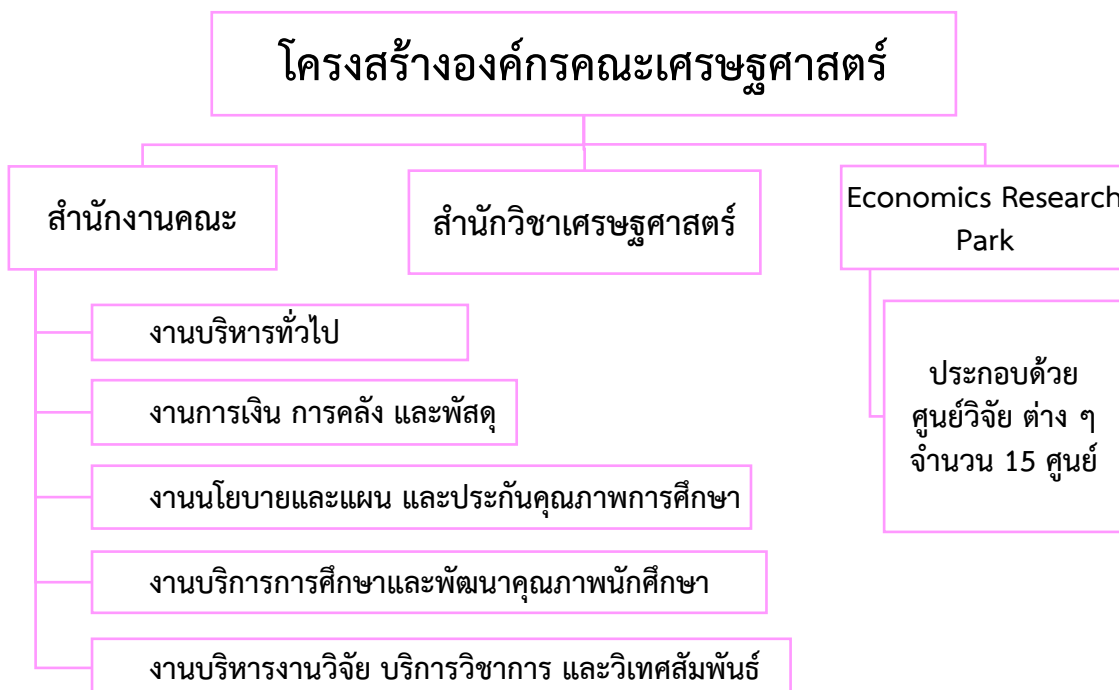 โครงสร้างองค์กรคณะเศรษฐศาสตร์
สำนักงานคณะ
งานบริหารทั่วไป
งานการเงิน การคลัง และพัสดุ
งานนโยบายและแผน และประกันคุณภาพการศึกษา
งานบริการการศึกษาและพัฒนาคุณภาพนักศึกษา
งานบริหารงานวิจัย บริการวิชาการ และวิเทศสัมพันธ์
สำนักวิชาเศรษฐศาสตร์
Economics Research
Park
ประกอบด้วย
ศูนย์วิจัย ต่าง ๆ
จำนวน 15 ศูนย์